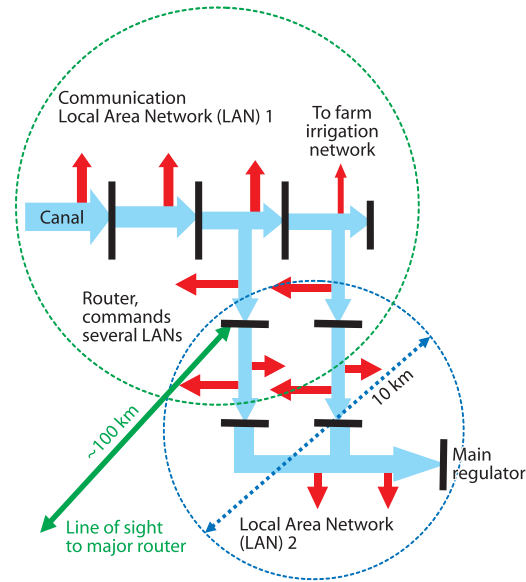 Communication
Local Area Network (LAN) 1
To farm
irrigation
network
Canal
Router,
commands
several LANs
~100 km
10 km
Main
regulator
Line of sight
to major router
Local Area Network
(LAN) 2